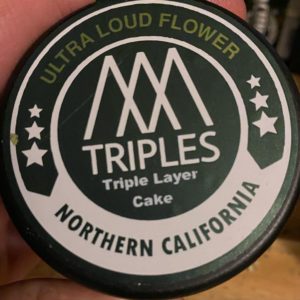 ULTRA LOUD FLOWER
TRIPLES
Triple Layer
Cake
NORTHERN CALIFORNIA